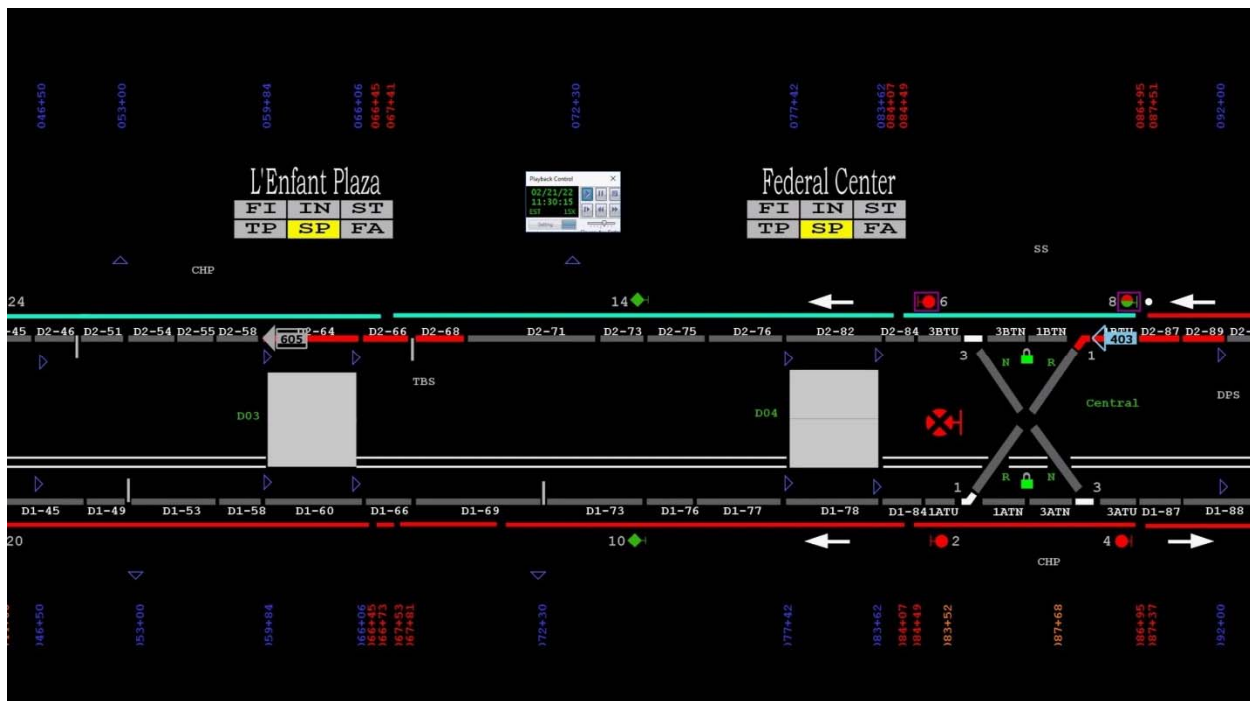 046+50 053+00 059+84 066+06 066+45 067+41 072+30 077+42 083+62 084+07 084+49 086+95 087+51 092+00
L'Enfant Plaza
FI IN ST
TP SP FA
Playback Control X
02/21/22
11:30:15
EST 15X
Setting
Federal Center
FI IN ST
TP SP FA
SS
CHP
24 14 6 8
-45 D2-46 D2-51 D2-54 D2-55 D2-58 D2-64 D2-66 D2-68 D2-71 D2-73 D2-75 D2-76 D2-82 D2-84 3BTU 3BTN 1BTN 1BTU D2-87 D2-89 D2-
605 403
3 N R 1
TBS
DPS
Central
D03 D04
R N
1 3
D1-45 D1-49 D1-53 D1-58 D1-60 D1-66 D1-69 D1-73 D1-76 D1-77 D1-78 D1-84 1ATU 1ATN 3ATN 3ATU D1-87 D1-88
20 10 2 4
CHP
046+50 053+00 059+84 066+06 066+45 066+73 067+53 067+81 072+30 077+42 083+62 084+07 084+49 083+52 087+68 086+95 087+37 092+00